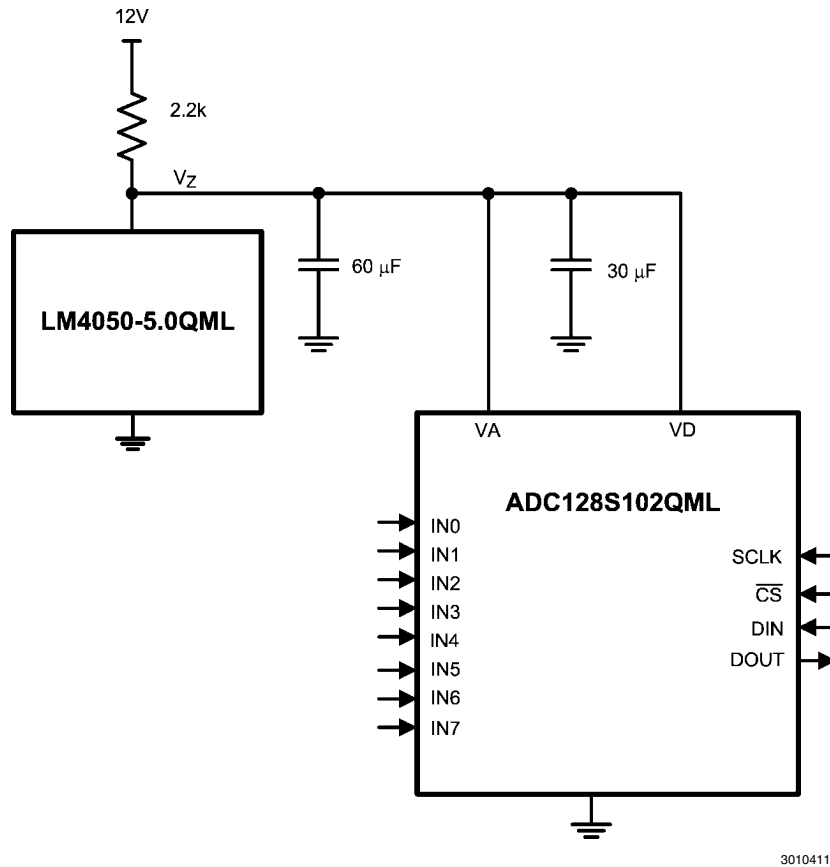 12V
2.2k
VZ
60 µF
30 µF
LM4050-5.0QML
VA
VD
ADC128S102QML
IN0
IN1
IN2
IN3
IN4
IN5
IN6
IN7
SCLK
C̅S̅
DIN
DOUT
3010411